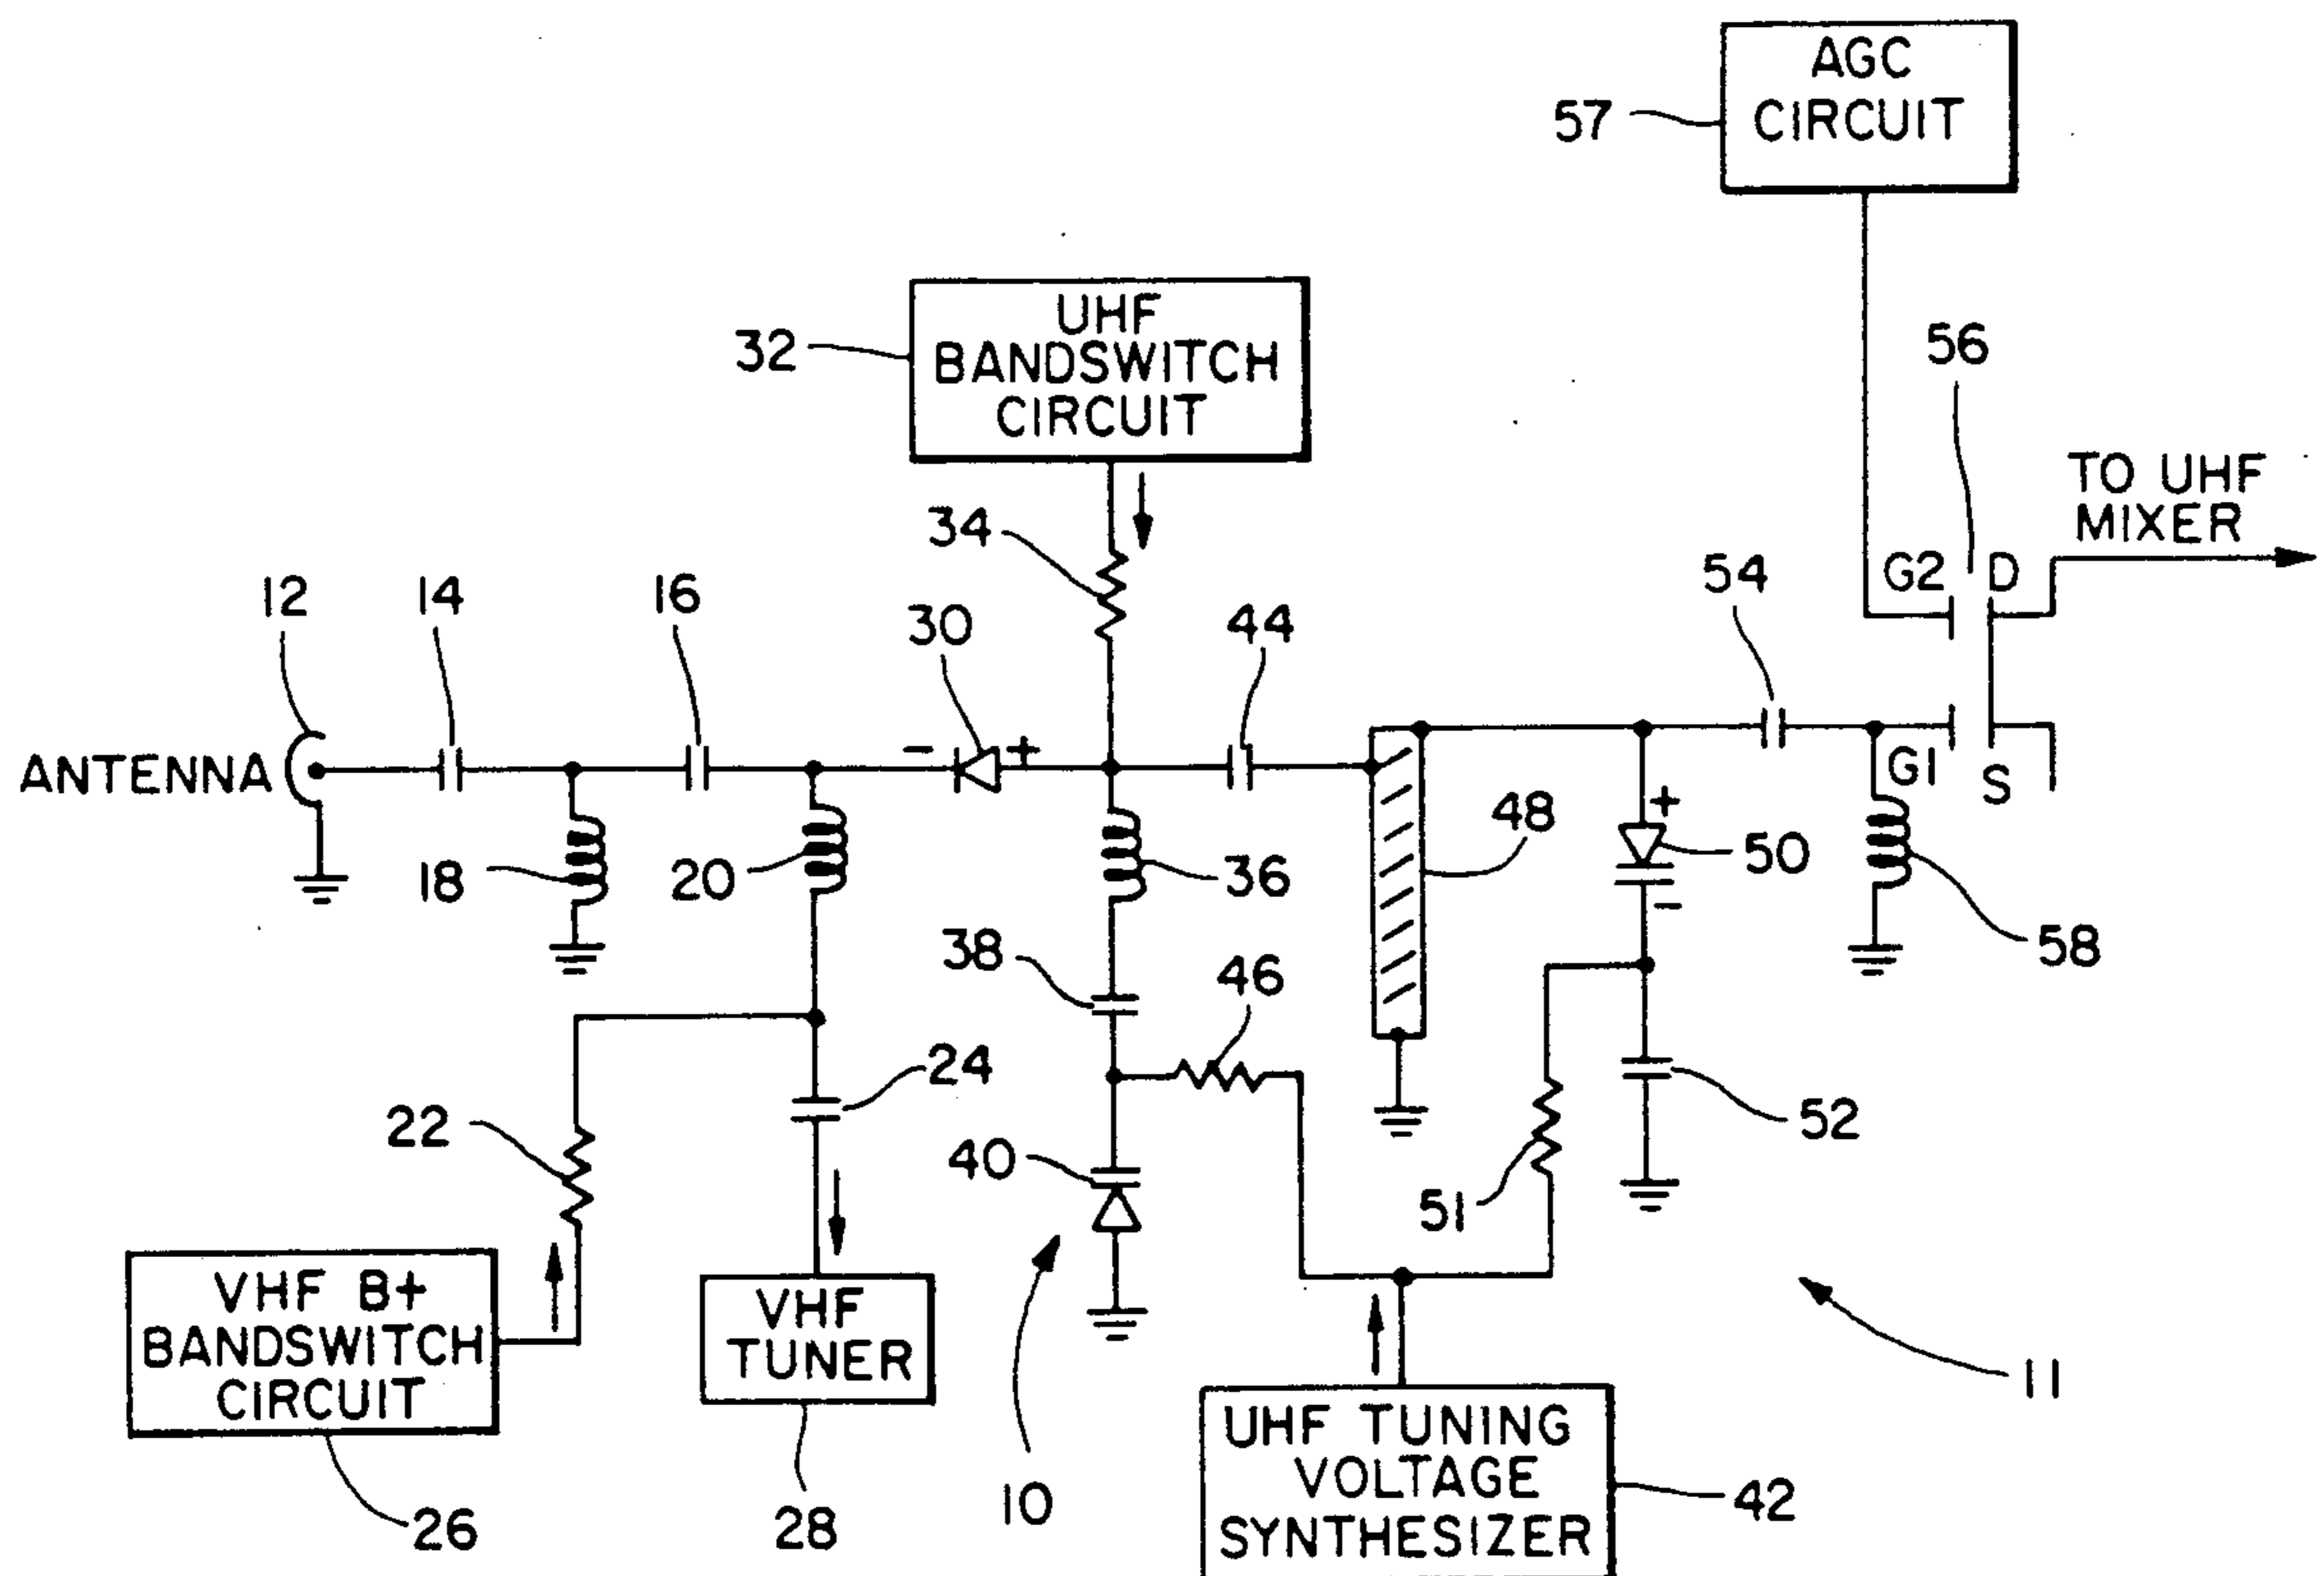 AGC
CIRCUIT
57
UHF
BANDSWITCH
CIRCUIT
32
56
TO UHF
MIXER
34
12
14
16
30
44
54
G2
D
ANTENNA
-
+
G1
S
18
20
36
48
+
50
-
58
38
46
24
22
40
52
51
VHF B+
BANDSWITCH
CIRCUIT
VHF
TUNER
10
11
UHF TUNING
VOLTAGE
SYNTHESIZER
42
26
28